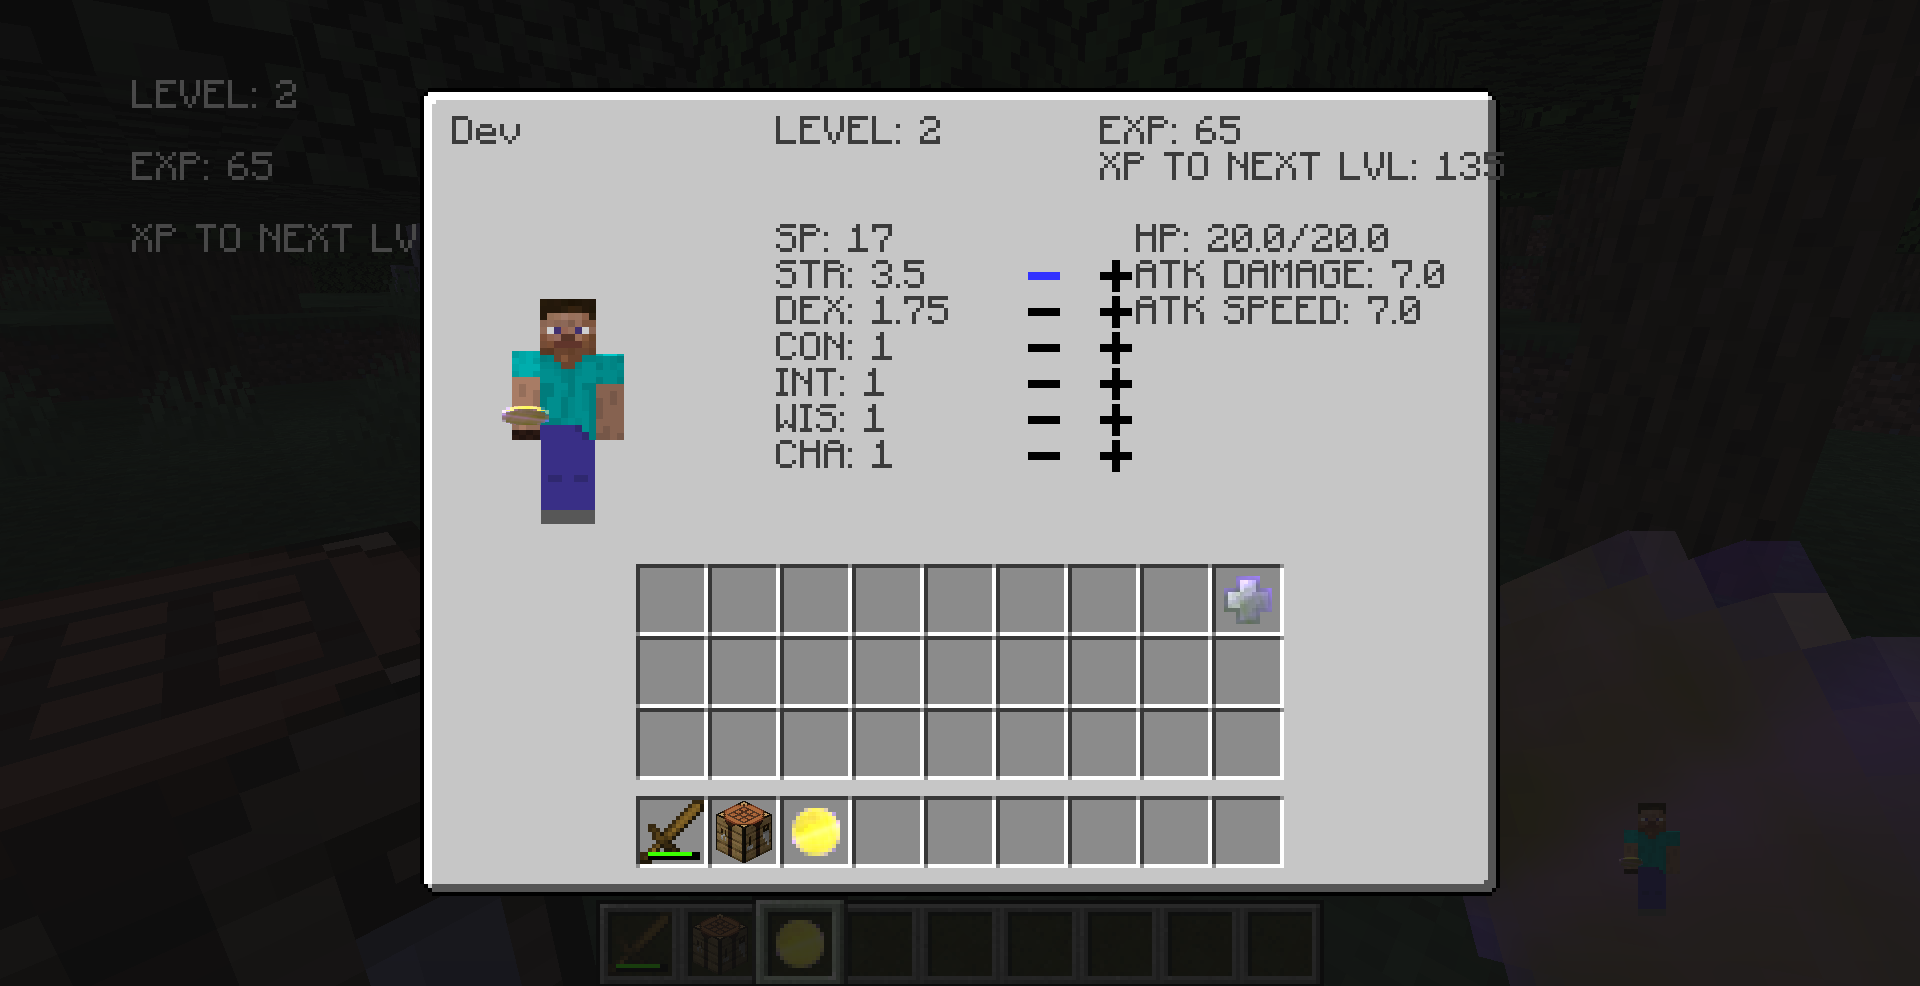 LEVEL: 2
EXP: 65
XP TO NEXT LV
Dev
LEVEL: 2
EXP: 65
XP TO NEXT LVL: 135
SP: 17
STR: 3.5
DEX: 1.75
CON: 1
INT: 1
WIS: 1
CHA: 1
HP: 20.0/20.0
ATK DAMAGE: 7.0
ATK SPEED: 7.0